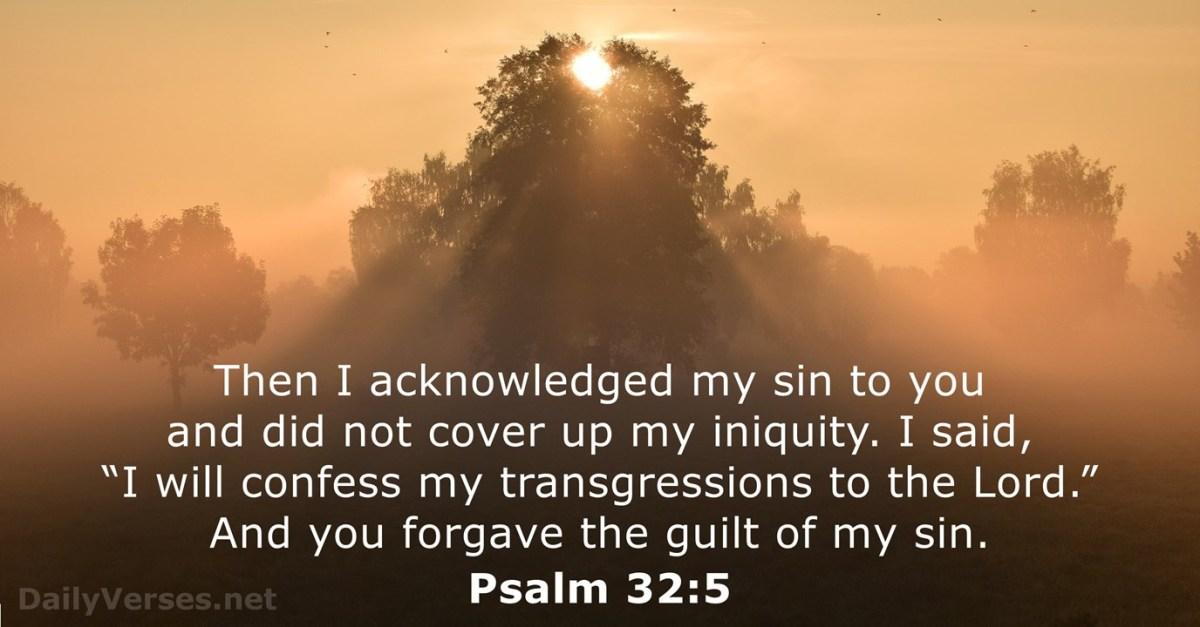 Then I acknowledged my sin to you
and did not cover up my iniquity. I said,
“I will confess my transgressions to the Lord.”
And you forgave the guilt of my sin.
Psalm 32:5
DailyVerses.net